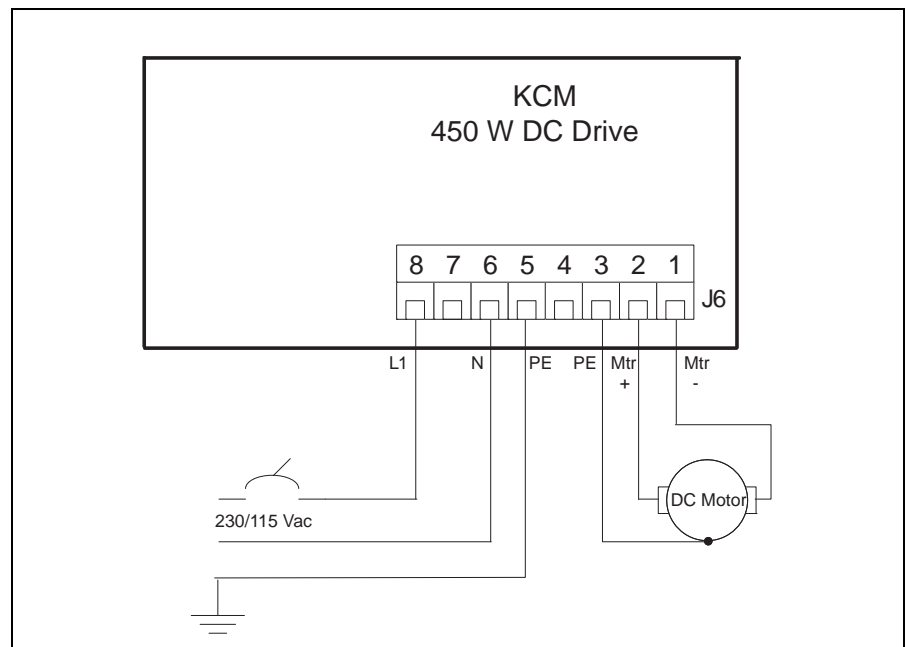 KCM
450 W DC Drive
8 7 6 5 4 3 2 1
J6
L1 N PE PE Mtr Mtr
+ -
DC Motor
230/115 Vac